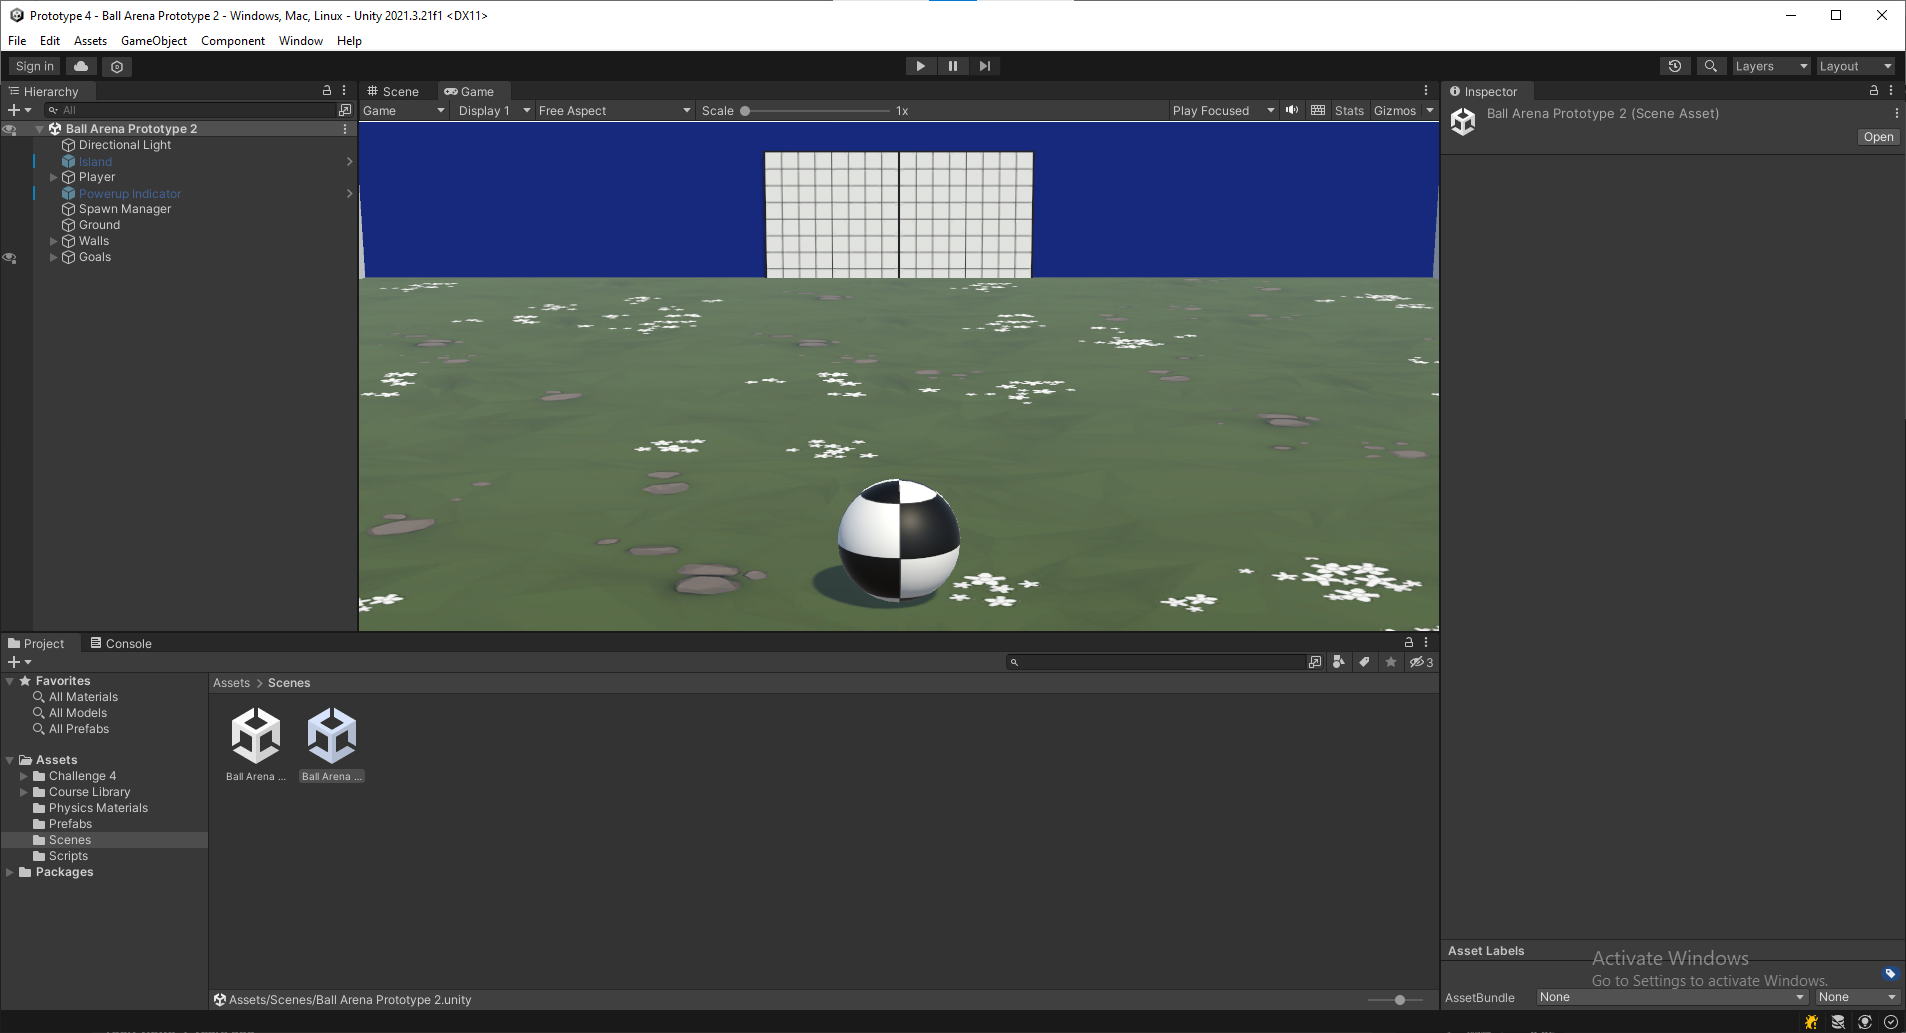 Prototype 4 - Ball Arena Prototype 2 - Windows, Mac, Linux - Unity 2021.3.21f1 <DX11>
File Edit Assets GameObject Component Window Help
Sign in Layers Layout
Hierarchy
All
Ball Arena Prototype 2
Directional Light
Island
Player
Powerup Indicator
Spawn Manager
Ground
Walls
Goals
Scene Game
Game Display 1 Free Aspect Scale 1x Play Focused Stats Gizmos
Inspector
Ball Arena Prototype 2 (Scene Asset)
Open
Project Console
3
Favorites
All Materials
All Models
All Prefabs
Assets
Challenge 4
Course Library
Physics Materials
Prefabs
Scenes
Scripts
Packages
Assets > Scenes
Ball Arena ... Ball Arena ...
Assets/Scenes/Ball Arena Prototype 2.unity
Asset Labels
Activate Windows
Go to Settings to activate Windows.
AssetBundle None None